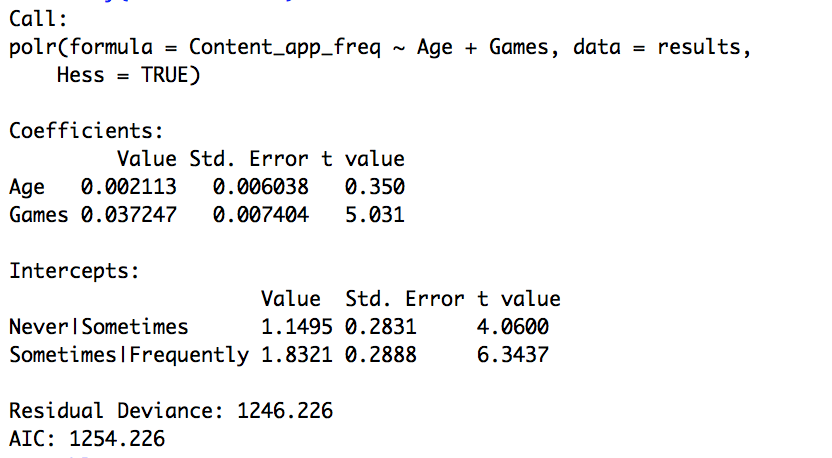 Call:
polr(formula = Content_app_freq ~ Age + Games, data = results,
    Hess = TRUE)

Coefficients:
         Value Std. Error t value
Age   0.002113   0.006038   0.350
Games 0.037247   0.007404   5.031

Intercepts:
                     Value  Std. Error t value
Never|Sometimes      1.1495 0.2831     4.0600
Sometimes|Frequently 1.8321 0.2888     6.3437

Residual Deviance: 1246.226
AIC: 1254.226